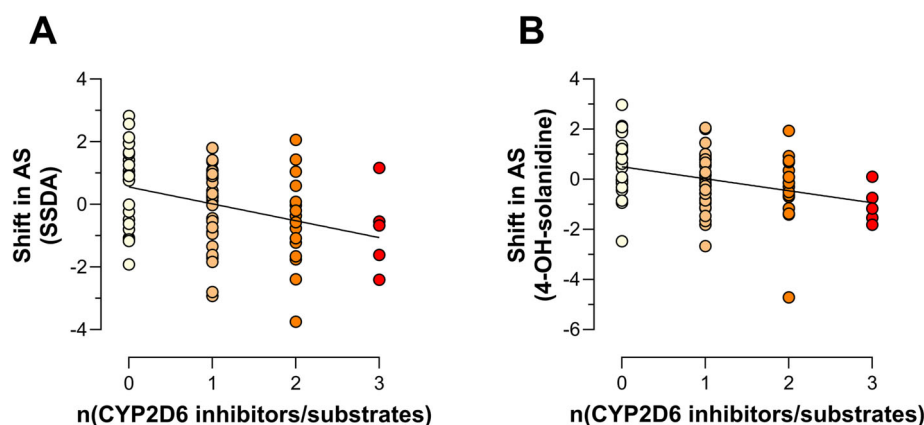 A
Shift in AS
(SSDA)
4
2
0
-2
-4
0 1 2 3
n(CYP2D6 inhibitors/substrates)
B
Shift in AS
(4-OH-solanidine)
4
2
0
-2
-4
-6
0 1 2 3
n(CYP2D6 inhibitors/substrates)